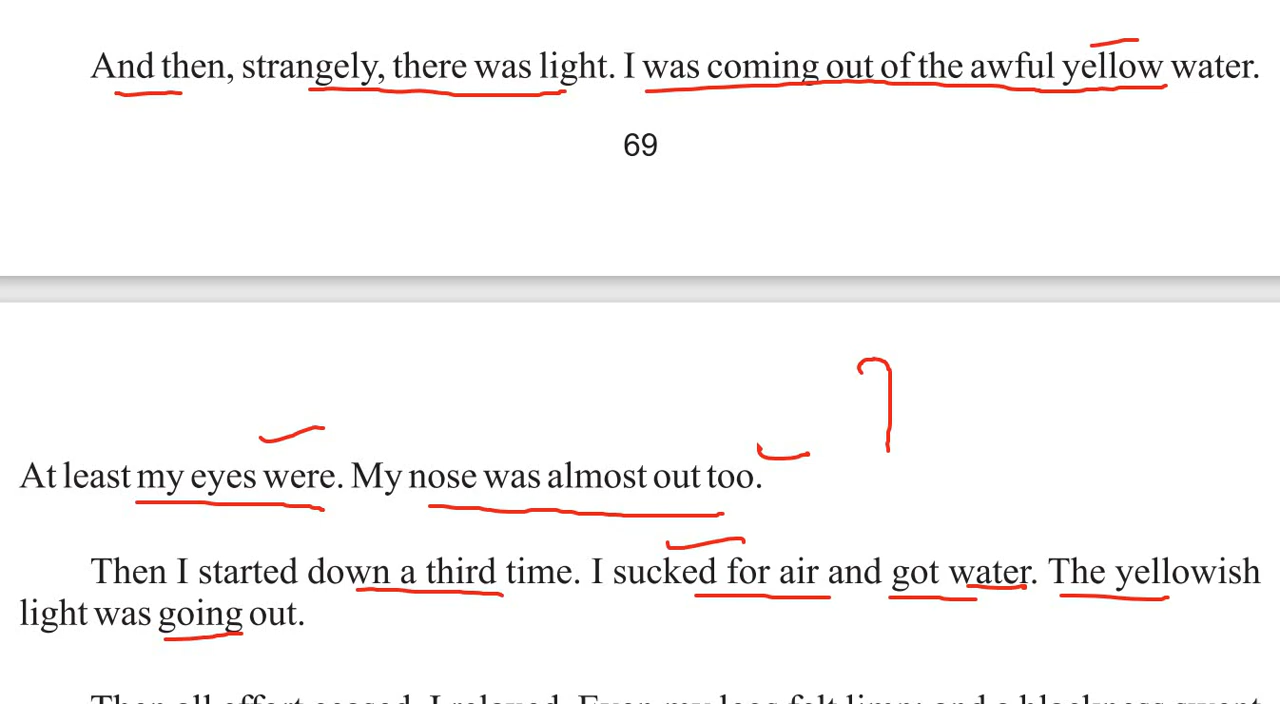 And then, strangely, there was light. I was coming out of the awful yellow water.
69
At least my eyes were. My nose was almost out too.
Then I started down a third time. I sucked for air and got water. The yellowish
light was going out.